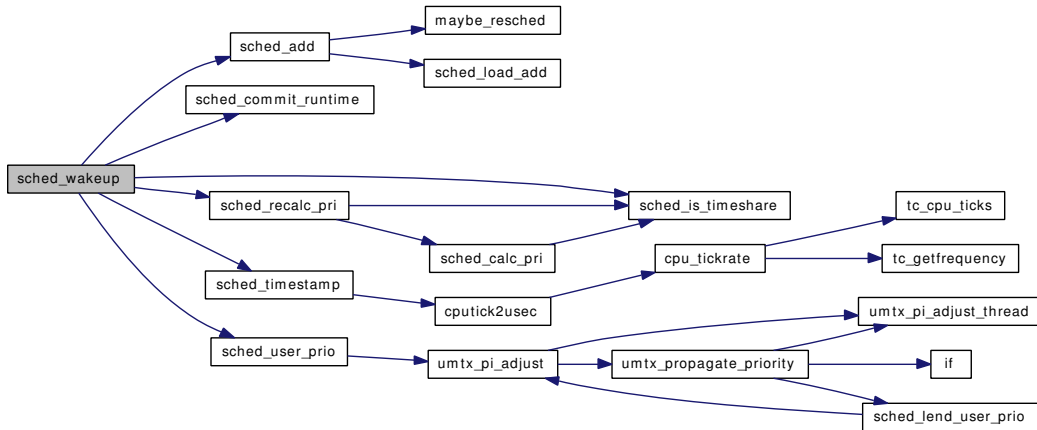 maybe_resched
sched_add
sched_load_add
sched_commit_runtime
sched_wakeup
sched_recalc_pri
sched_is_timeshare
tc_cpu_ticks
sched_calc_pri
cpu_tickrate
tc_getfrequency
sched_timestamp
cputick2usec
umtx_pi_adjust_thread
sched_user_prio
umtx_pi_adjust
umtx_propagate_priority
if
sched_lend_user_prio